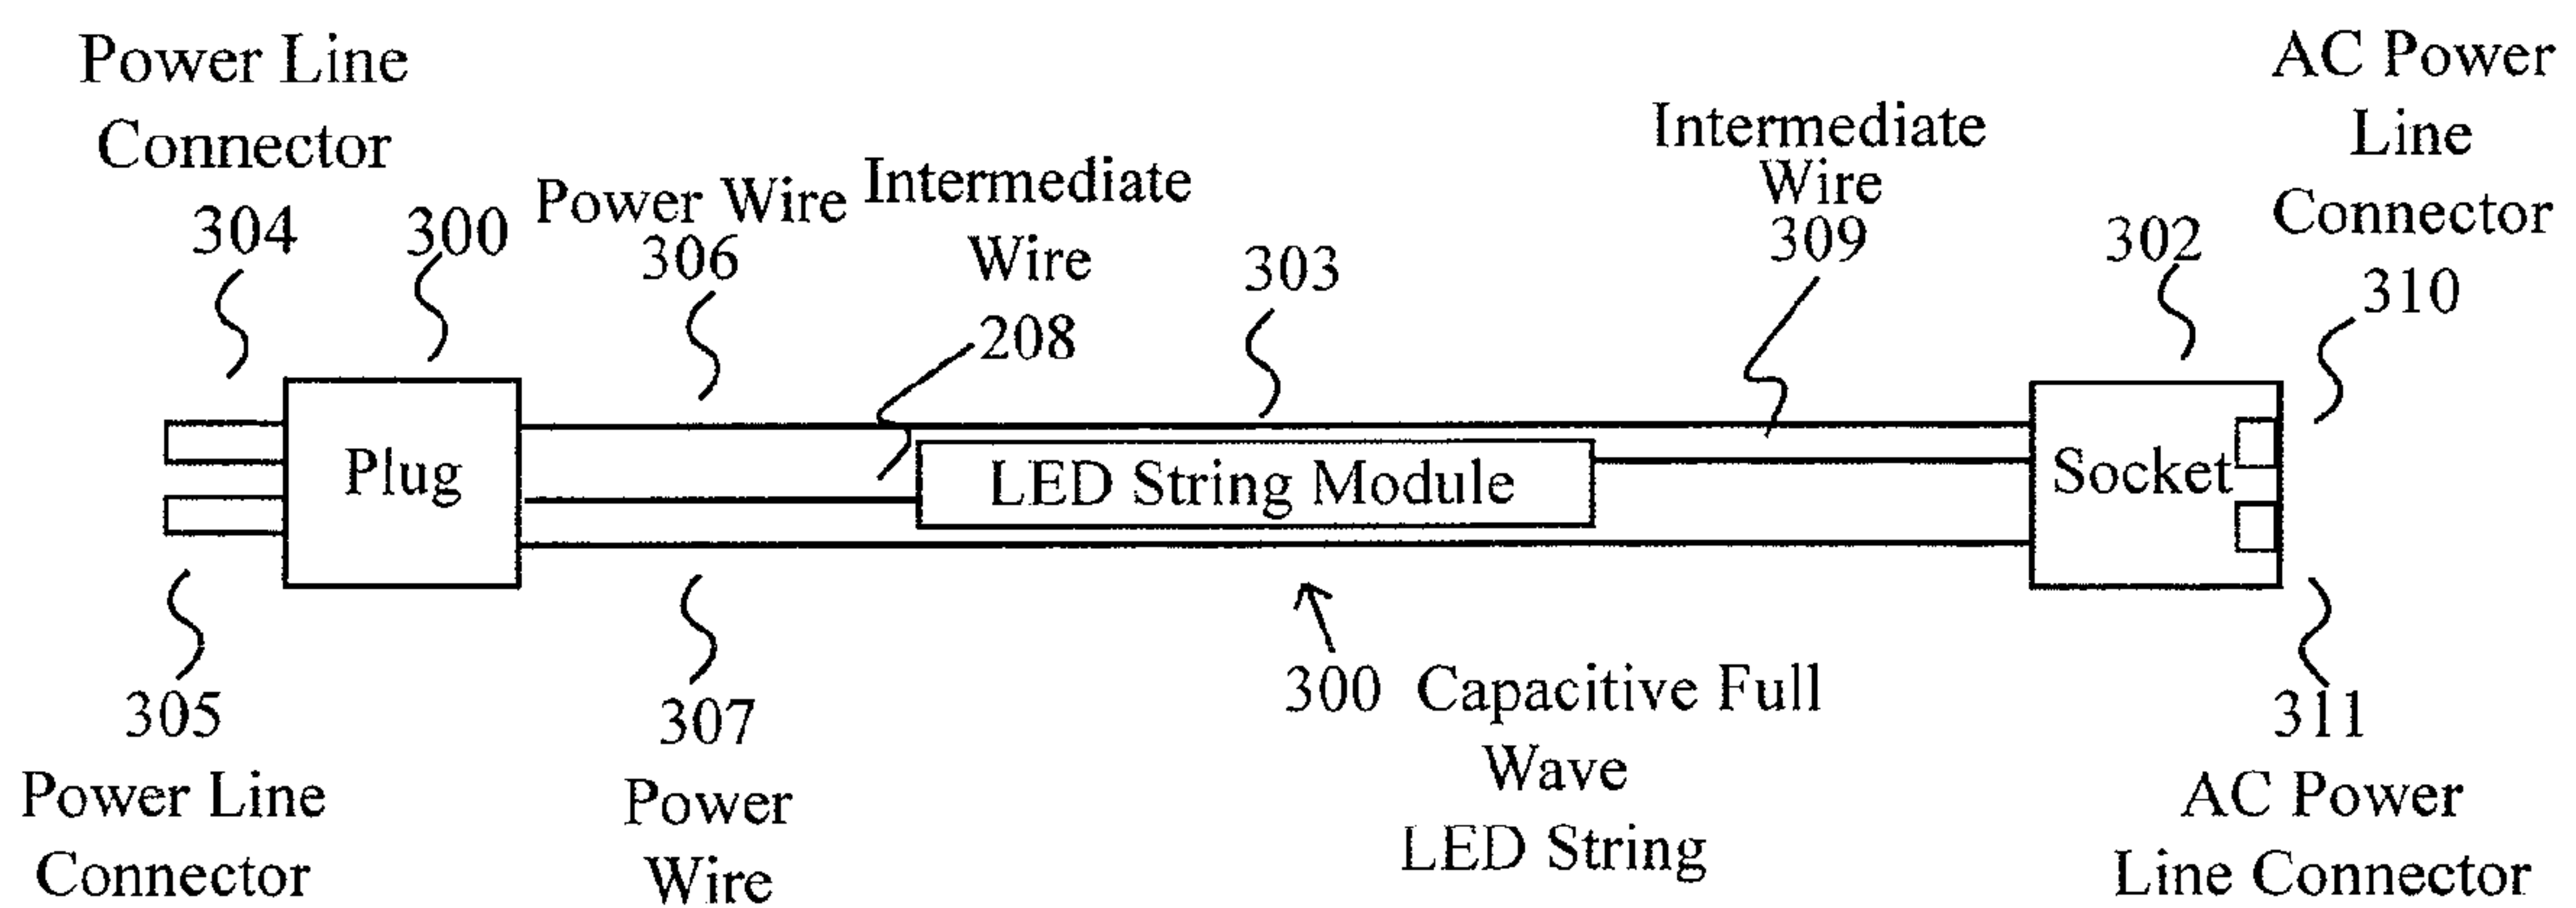 Power Line
Connector
304
300
Power Wire
306
Intermediate
Wire
208
303
Intermediate
Wire
309
302
AC Power
Line
Connector
310
Plug
LED String Module
Socket
305
Power Line
Connector
307
Power
Wire
300 Capacitive Full
Wave
LED String
311
AC Power
Line Connector